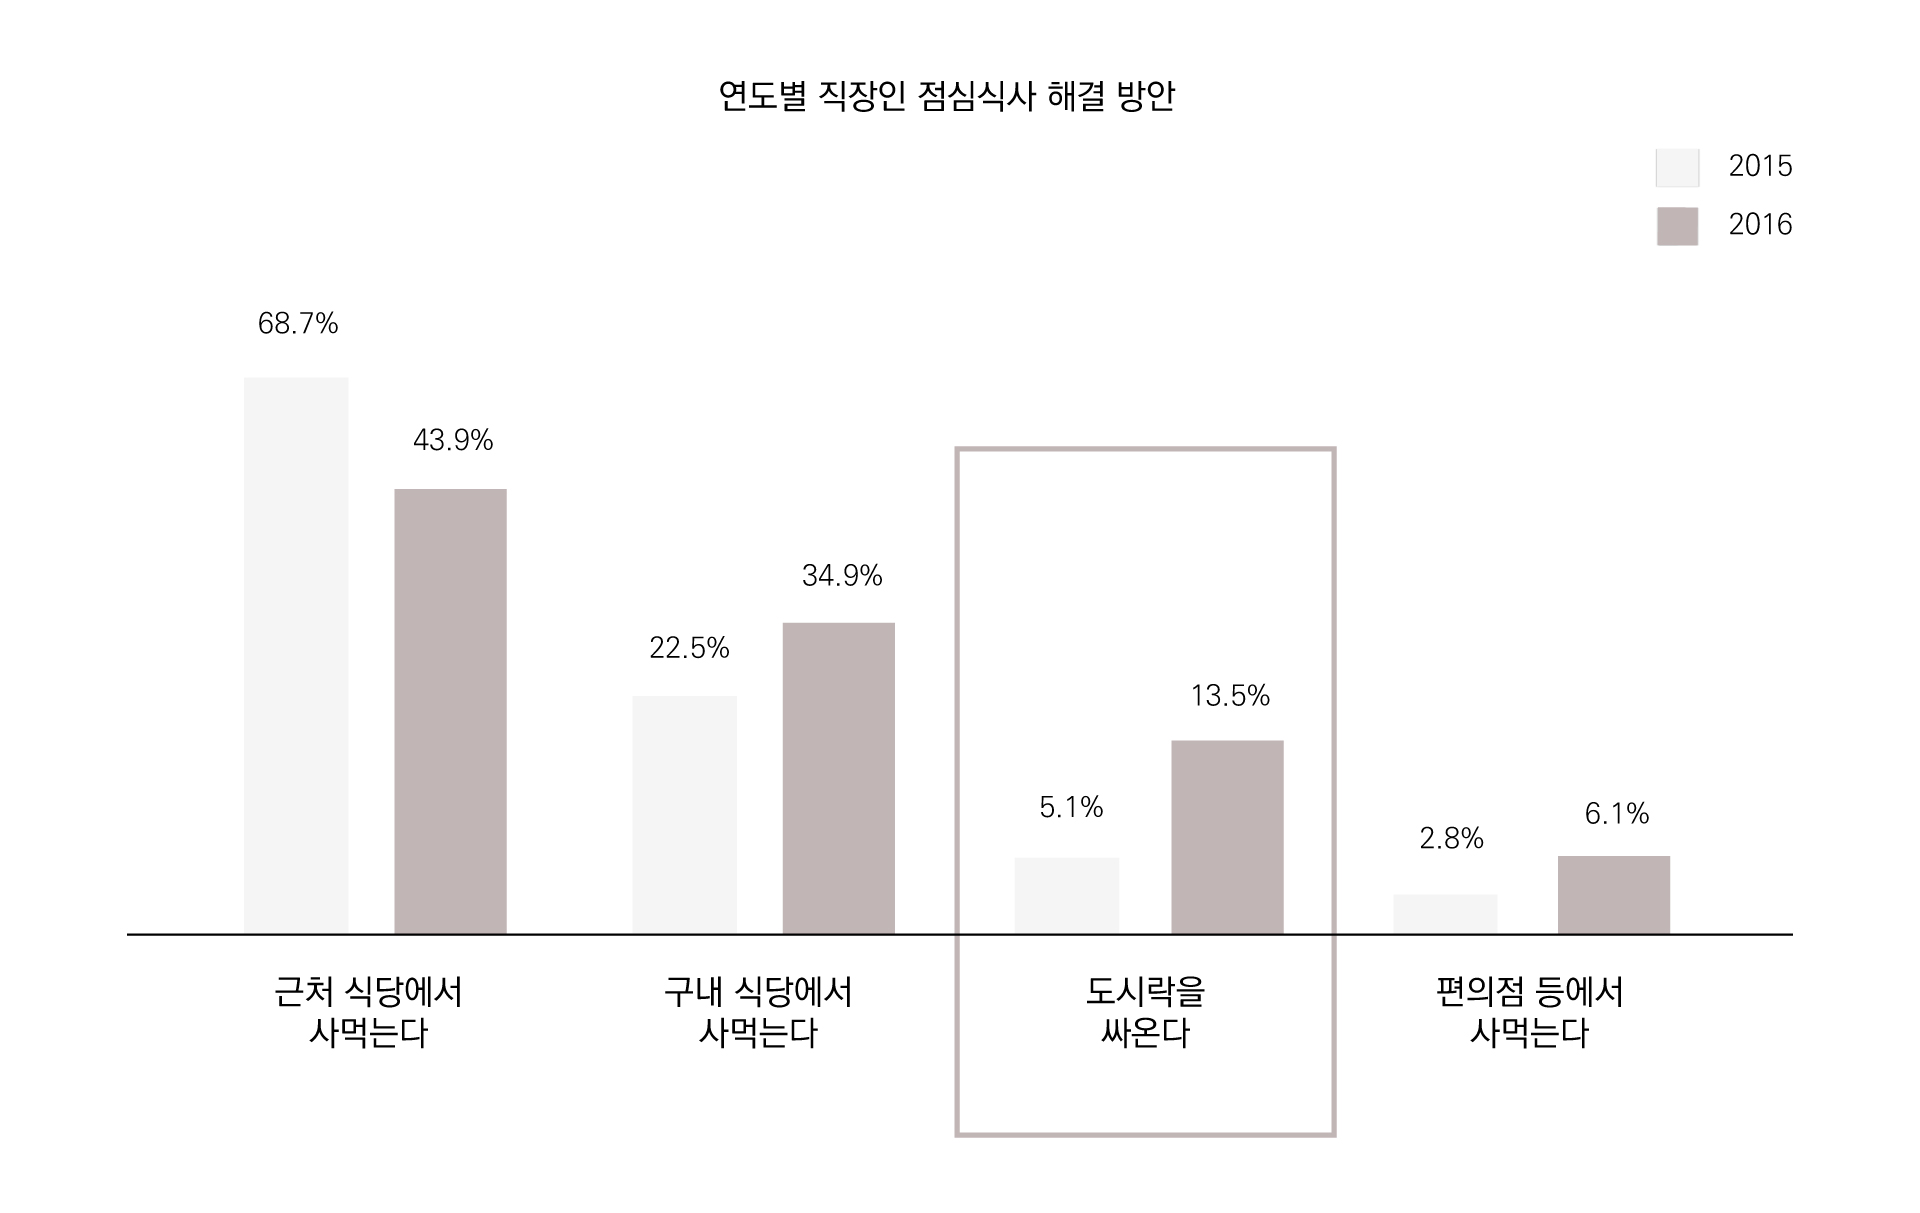 연도별 직장인 점심식사 해결 방안
2015
2016
68.7%
43.9%
22.5%
34.9%
5.1%
13.5%
2.8%
6.1%
근처 식당에서
사먹는다
구내 식당에서
사먹는다
도시락을
싸온다
편의점 등에서
사먹는다